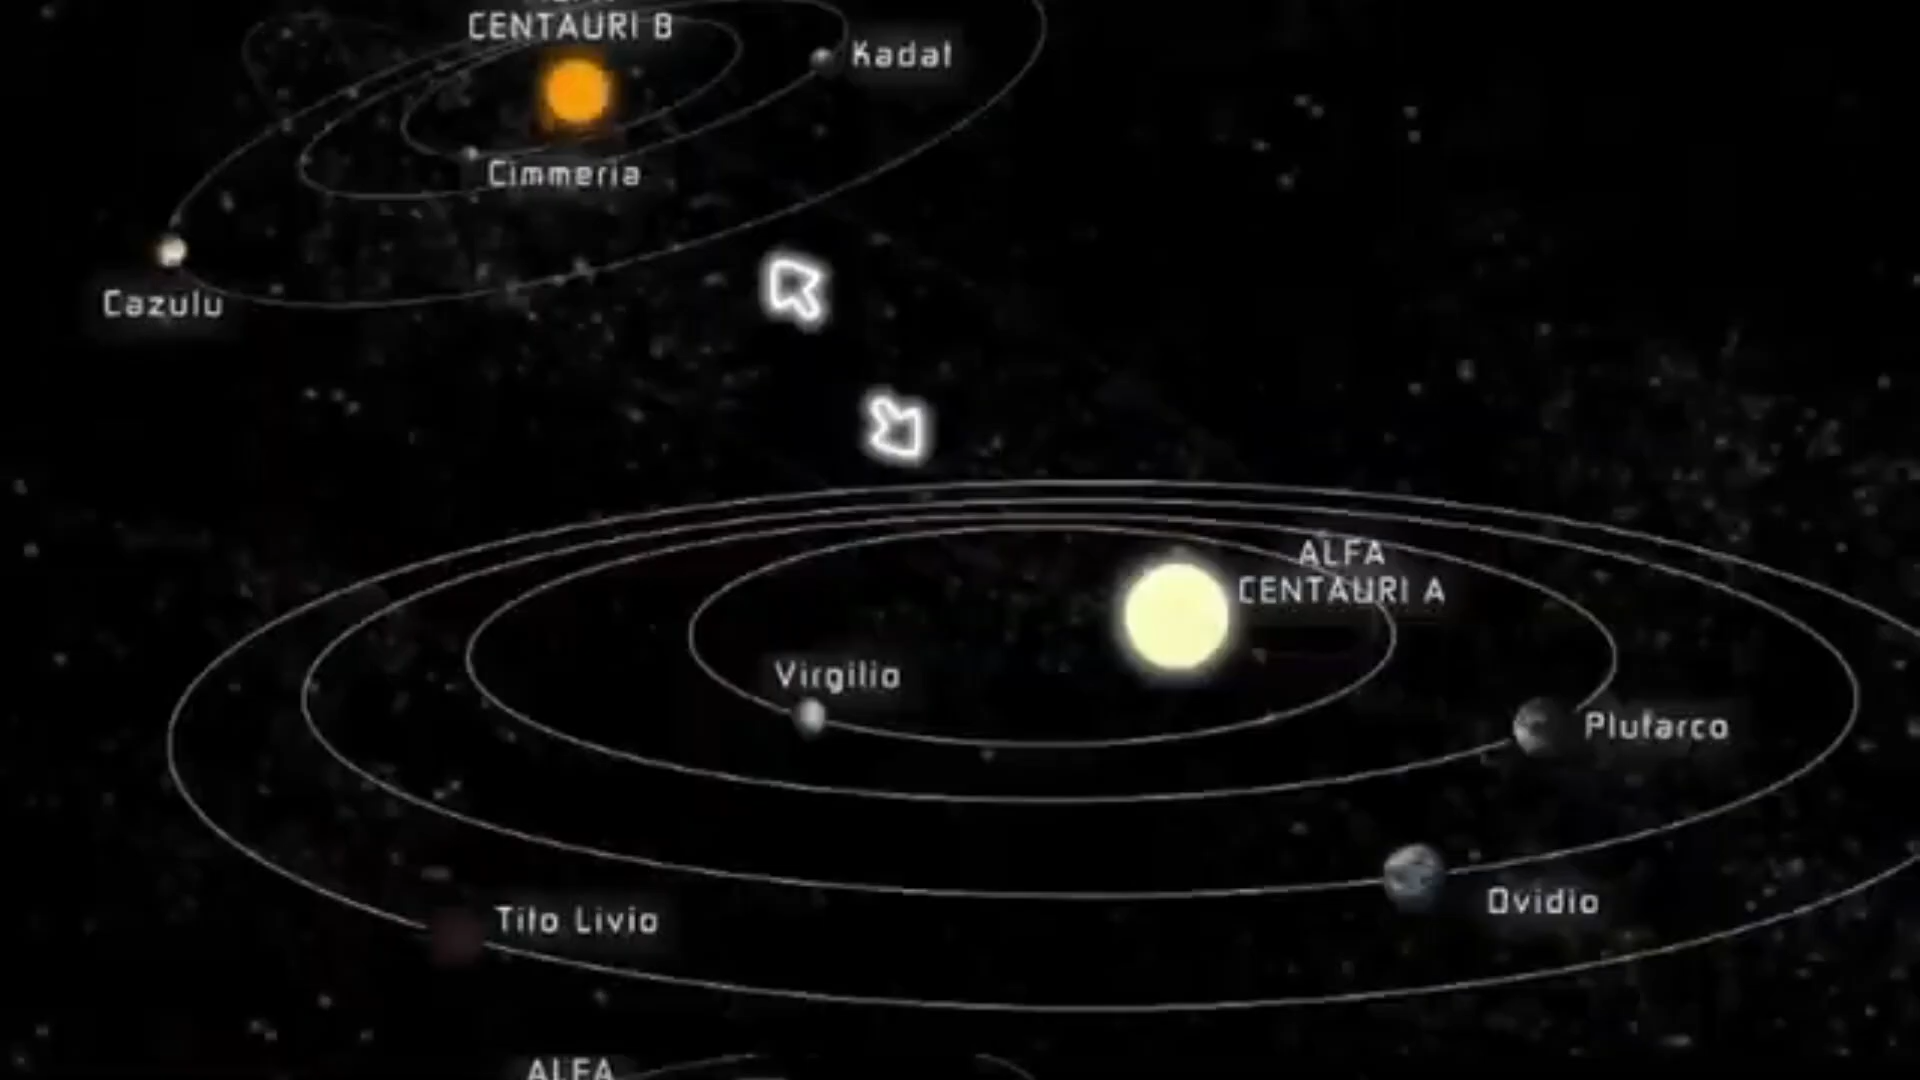 CENTAURI B
Kadat
Cimmeria
Cazulu
ALFA
CENTAURI A
Virgilio
Plutarco
Ovidio
Tito Livio
ALFA